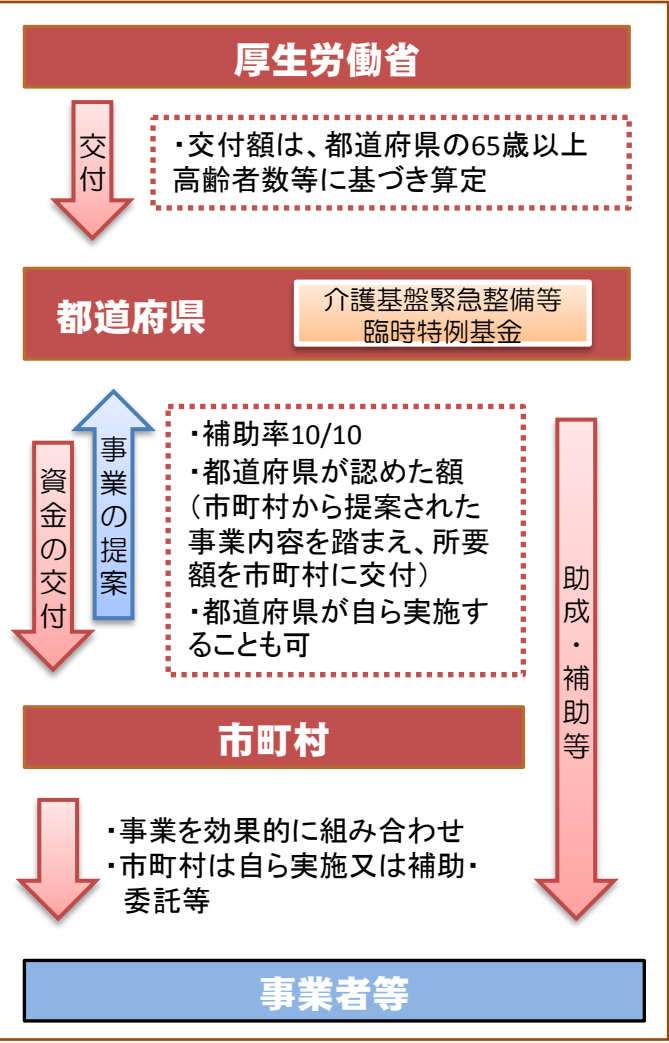 厚生労働省
交付
・交付額は、都道府県の65歳以上
高齢者数等に基づき算定
都道府県
介護基盤緊急整備等
臨時特例基金
資金の交付
事業の提案
・補助率10/10
・都道府県が認めた額
（市町村から提案された
事業内容を踏まえ、所要
額を市町村に交付）
・都道府県が自ら実施す
ることも可
助成・補助等
市町村
・事業を効果的に組み合わせ
・市町村は自ら実施又は補助・
委託等
事業者等